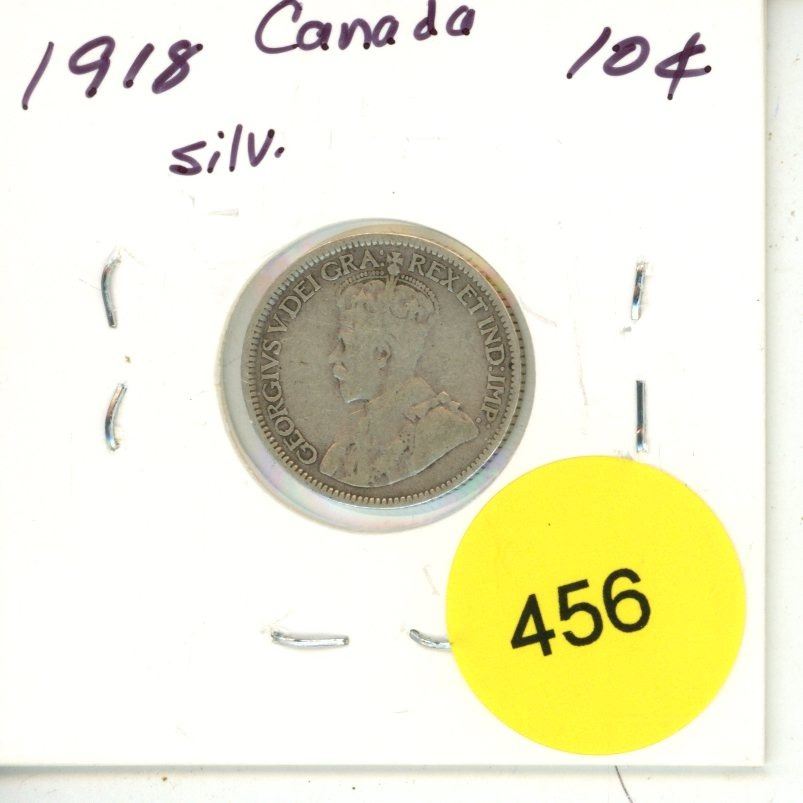 1918 Canada 10¢
silv.
GEORGIVS V DEI GRA: REX ET IND: IMP:
456